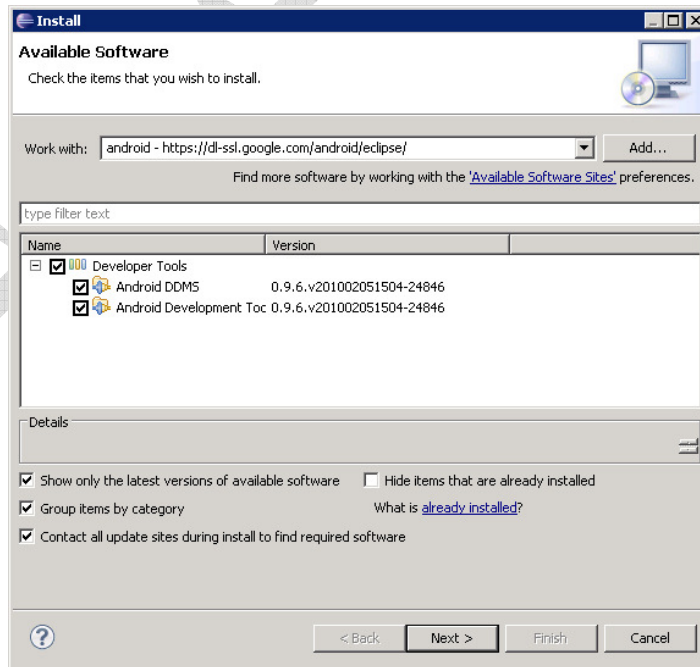 Install
Available Software
Check the items that you wish to install.
Work with: android - https://dl-ssl.google.com/android/eclipse/ Add...
Find more software by working with the 'Available Software Sites' preferences.
type filter text
Name Version
Developer Tools
Android DDMS 0.9.6.v201002051504-24846
Android Development Toc 0.9.6.v201002051504-24846
Details
Show only the latest versions of available software Hide items that are already installed
Group items by category What is already installed?
Contact all update sites during install to find required software
? < Back Next > Finish Cancel